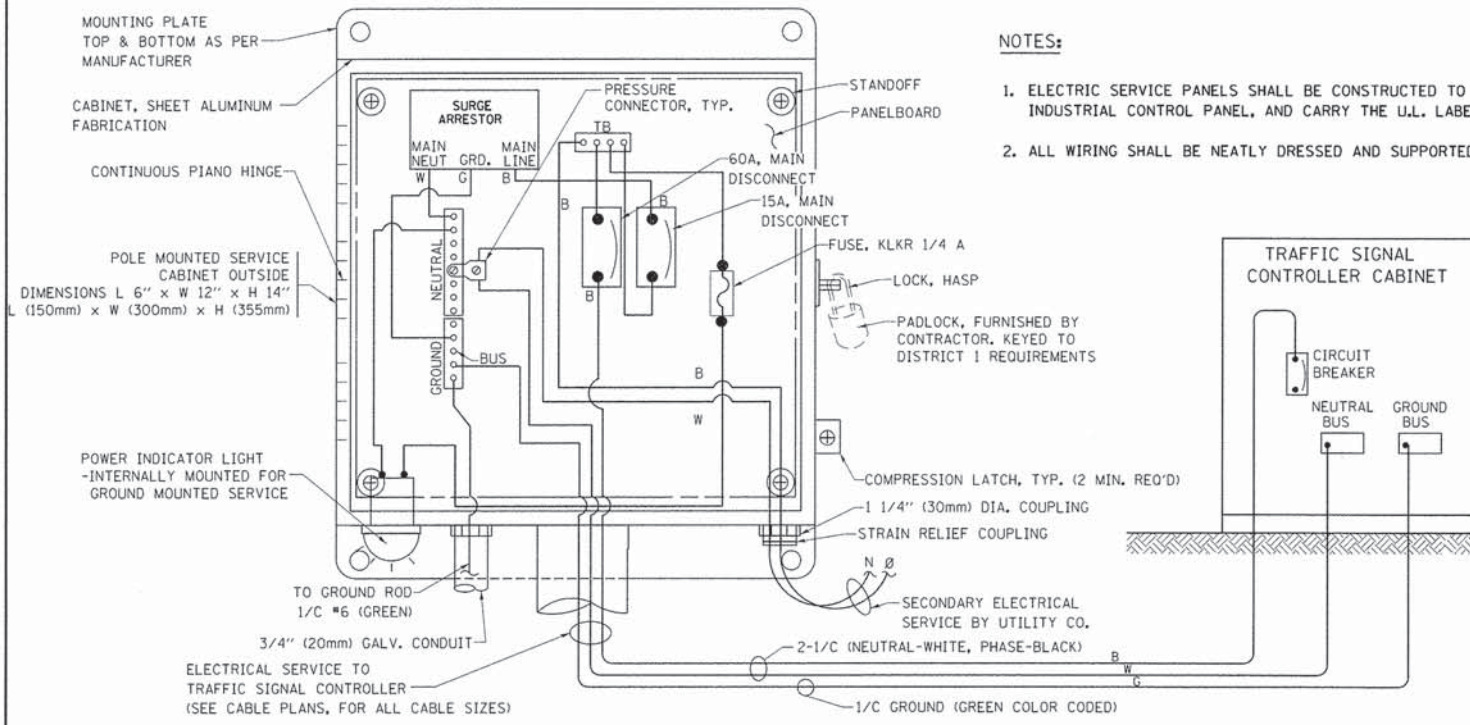 MOUNTING PLATE
TOP & BOTTOM AS PER
MANUFACTURER
CABINET, SHEET ALUMINUM
FABRICATION
CONTINUOUS PIANO HINGE
POLE MOUNTED SERVICE
CABINET OUTSIDE
DIMENSIONS L 6" x W 12" x H 14"
L (150mm) x W (300mm) x H (355mm)
POWER INDICATOR LIGHT
-INTERNALLY MOUNTED FOR
GROUND MOUNTED SERVICE
SURGE
ARRESTOR
MAIN
NEUT
GRD.
MAIN
LINE
W
G
B
PRESSURE
CONNECTOR, TYP.
TB
STANDOFF
PANELBOARD
60A, MAIN
DISCONNECT
15A, MAIN
DISCONNECT
B
B
B
NEUTRAL
GROUND
BUS
FUSE, KLKR 1/4 A
LOCK, HASP
PADLOCK, FURNISHED BY
CONTRACTOR. KEYED TO
DISTRICT 1 REQUIREMENTS
B
W
COMPRESSION LATCH, TYP. (2 MIN. REQ'D)
1 1/4" (30mm) DIA. COUPLING
STRAIN RELIEF COUPLING
N Ø
SECONDARY ELECTRICAL
SERVICE BY UTILITY CO.
TO GROUND ROD
1/C #6 (GREEN)
3/4" (20mm) GALV. CONDUIT
ELECTRICAL SERVICE TO
TRAFFIC SIGNAL CONTROLLER
(SEE CABLE PLANS, FOR ALL CABLE SIZES)
2-1/C (NEUTRAL-WHITE, PHASE-BLACK)
B
W
G
1/C GROUND (GREEN COLOR CODED)
NOTES:
1. ELECTRIC SERVICE PANELS SHALL BE CONSTRUCTED TO
INDUSTRIAL CONTROL PANEL, AND CARRY THE U.L. LABE
2. ALL WIRING SHALL BE NEATLY DRESSED AND SUPPORTED
TRAFFIC SIGNAL
CONTROLLER CABINET
CIRCUIT
BREAKER
NEUTRAL
BUS
GROUND
BUS